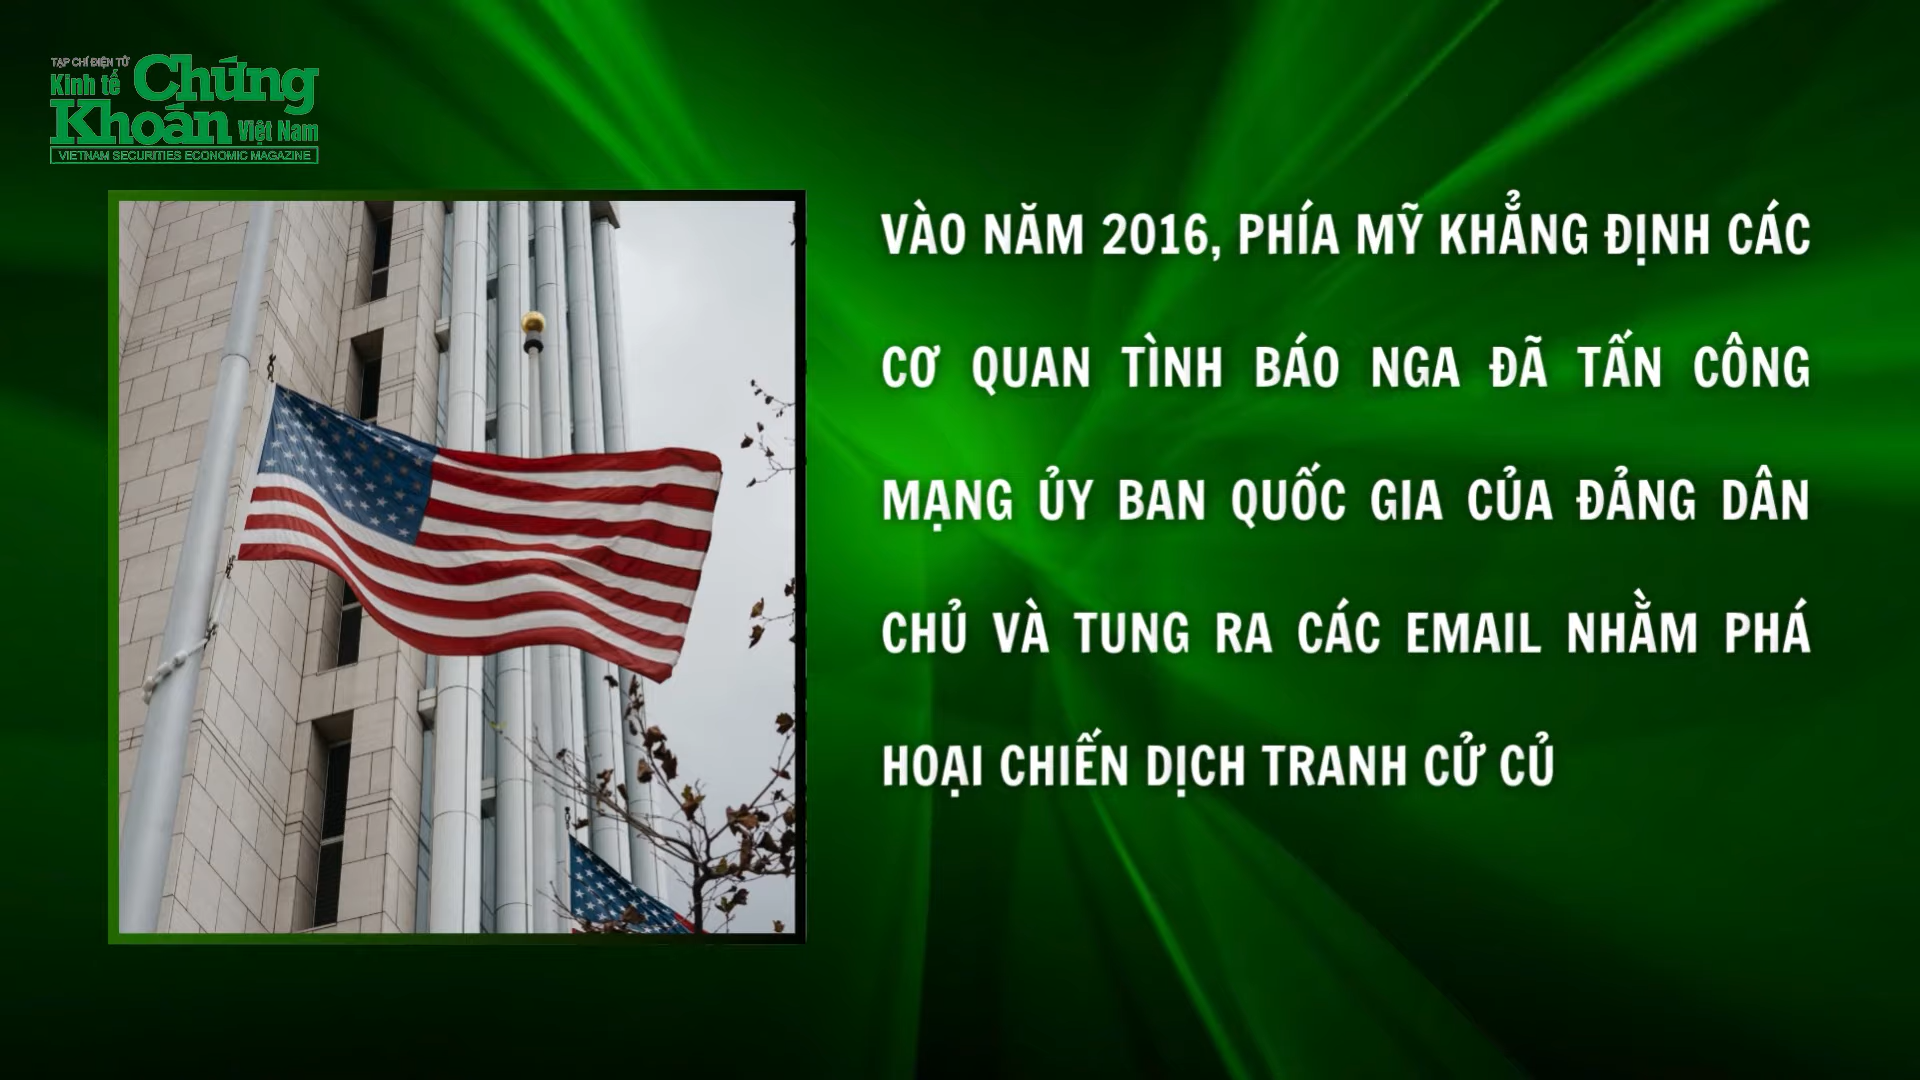 TẠP CHÍ ĐIỆN TỬ
Kinh tế Chứng
Khoán Việt Nam
VIETNAM SECURITIES ECONOMIC MAGAZINE
VÀO NĂM 2016, PHÍA MỸ KHẲNG ĐỊNH CÁC
CƠ QUAN TÌNH BÁO NGA ĐÃ TẤN CÔNG
MẠNG ỦY BAN QUỐC GIA CỦA ĐẢNG DÂN
CHỦ VÀ TUNG RA CÁC EMAIL NHẰM PHÁ
HOẠI CHIẾN DỊCH TRANH CỬ CỦ